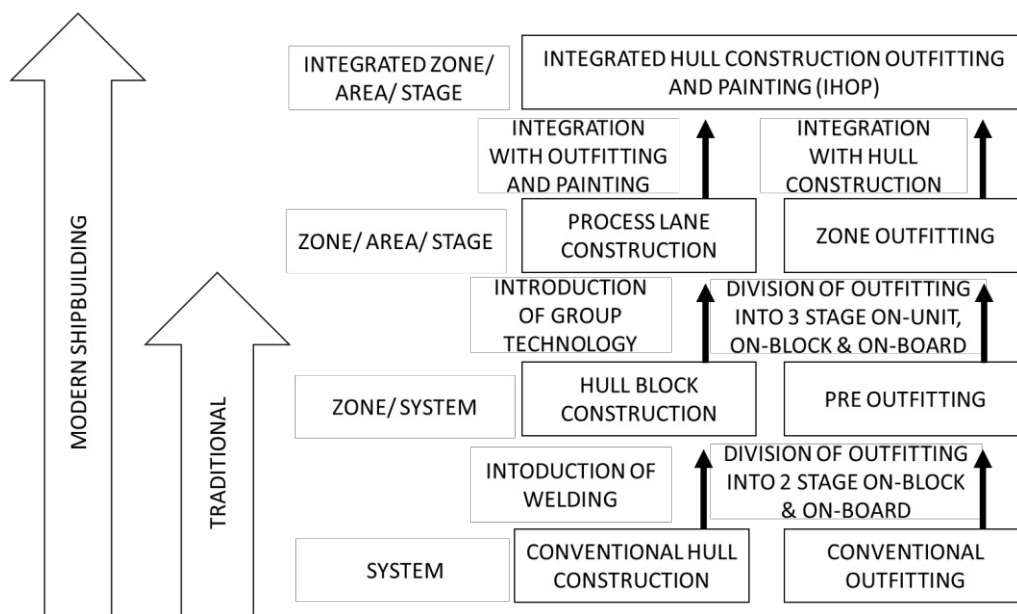 INTEGRATED ZONE/
AREA/ STAGE
INTEGRATED HULL CONSTRUCTION OUTFITTING
AND PAINTING (IHOP)
INTEGRATION
WITH OUTFITTING
AND PAINTING
INTEGRATION
WITH HULL
CONSTRUCTION
ZONE/ AREA/ STAGE
PROCESS LANE
CONSTRUCTION
ZONE OUTFITTING
INTRODUCTION
OF GROUP
TECHNOLOGY
DIVISION OF OUTFITTING
INTO 3 STAGE ON-UNIT,
ON-BLOCK & ON-BOARD
ZONE/ SYSTEM
HULL BLOCK
CONSTRUCTION
PRE OUTFITTING
INTODUCTION OF
WELDING
DIVISION OF OUTFITTING
INTO 2 STAGE ON-BLOCK
& ON-BOARD
SYSTEM
CONVENTIONAL HULL
CONSTRUCTION
CONVENTIONAL
OUTFITTING
MODERN SHIPBUILDING
TRADITIONAL